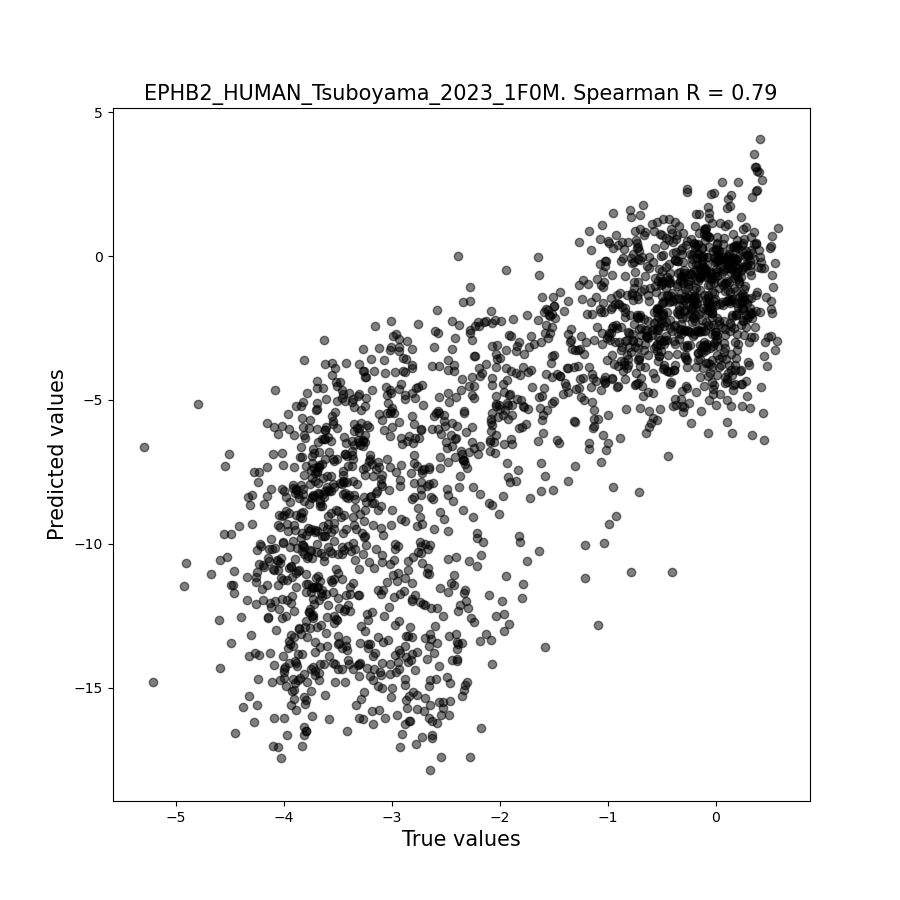 EPHB2_HUMAN_Tsuboyama_2023_1F0M. Spearman R = 0.79
5
0
−5
−10
−15
Predicted values
−5 −4 −3 −2 −1 0
True values